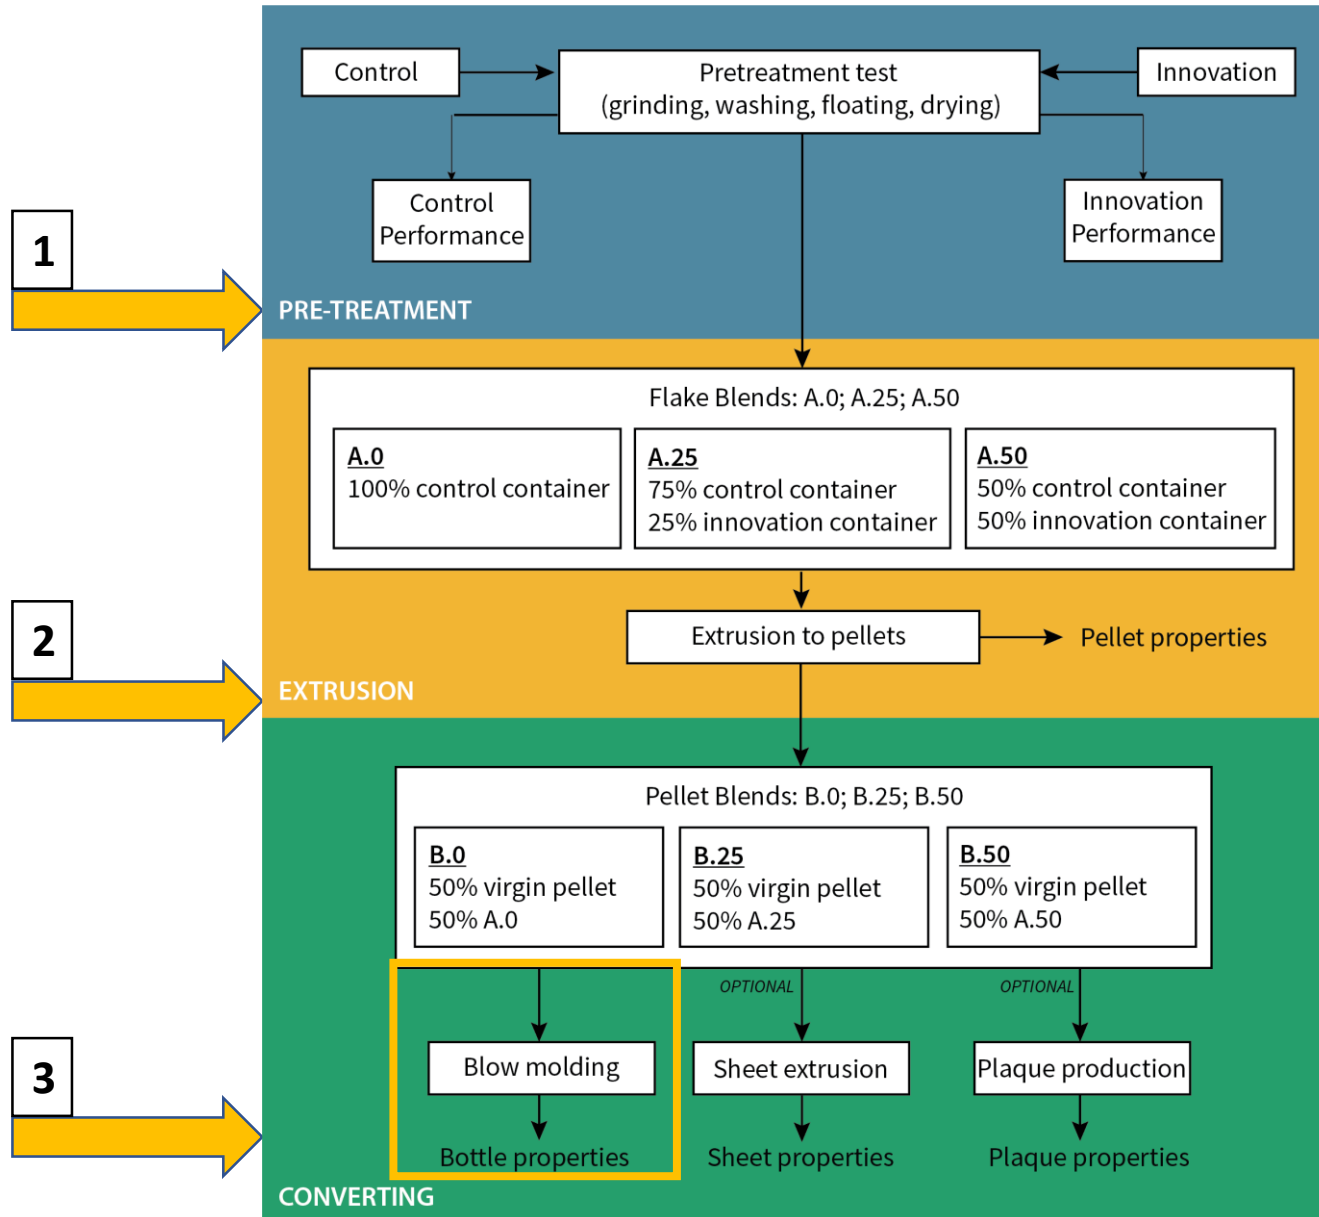 Control
Pretreatment test
(grinding, washing, floating, drying)
Innovation
Control
Performance
Innovation
Performance
1
PRE-TREATMENT
Flake Blends: A.0; A.25; A.50
A.0
100% control container
A.25
75% control container
25% innovation container
A.50
50% control container
50% innovation container
Extrusion to pellets
Pellet properties
2
EXTRUSION
Pellet Blends: B.0; B.25; B.50
B.0
50% virgin pellet
50% A.0
B.25
50% virgin pellet
50% A.25
B.50
50% virgin pellet
50% A.50
OPTIONAL
OPTIONAL
Blow molding
Sheet extrusion
Plaque production
3
Bottle properties
Sheet properties
Plaque properties
CONVERTING